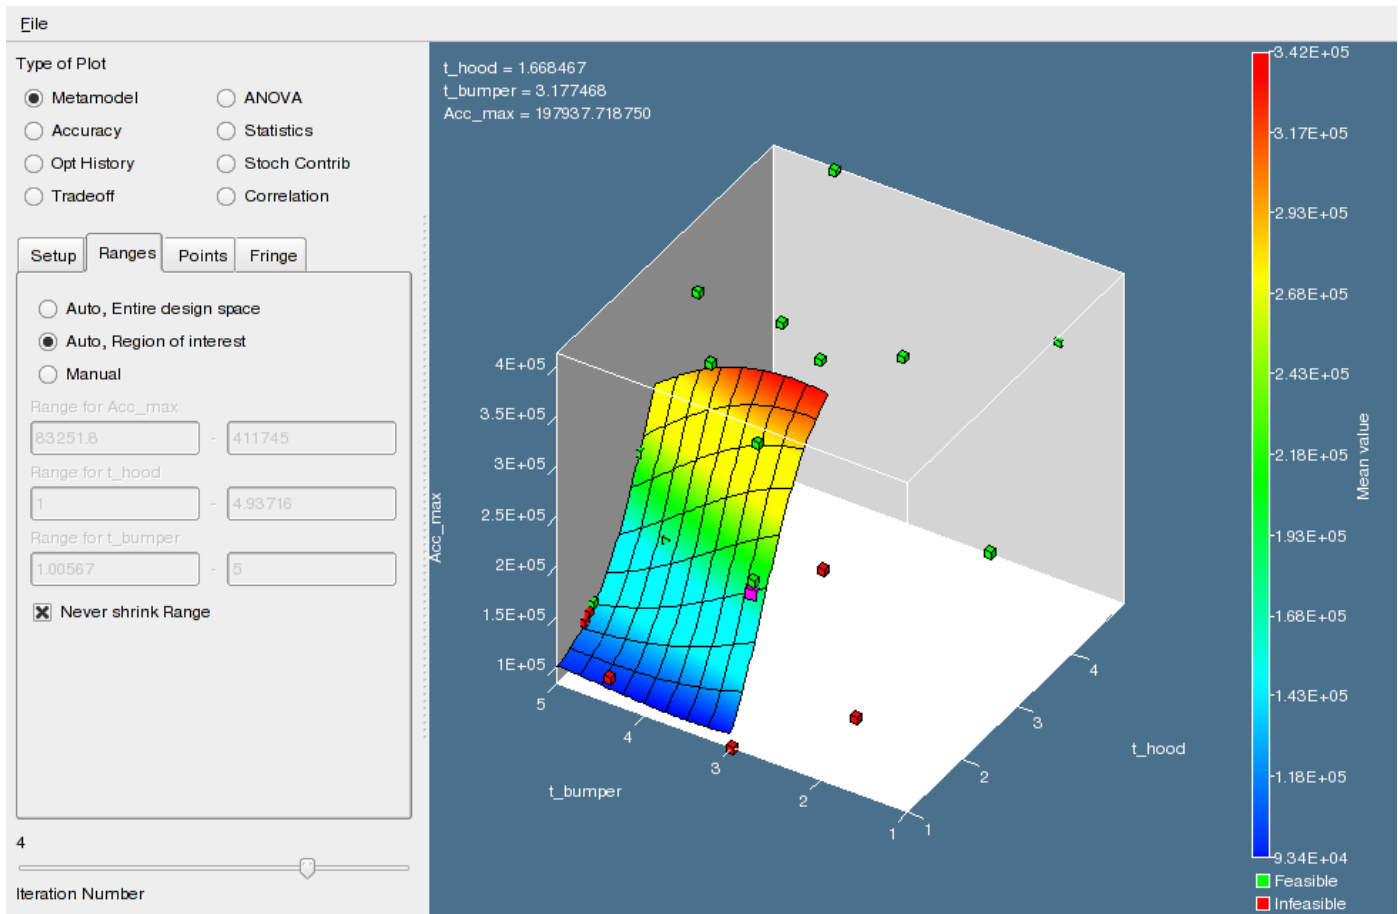 File
Type of Plot
Metamodel
ANOVA
Accuracy
Statistics
Opt History
Stoch Contrib
Tradeoff
Correlation
Setup
Ranges
Points
Fringe
Auto, Entire design space
Auto, Region of interest
Manual
Range for Acc_max
83251.8 - 411745
Range for t_hood
1 - 4.93716
Range for t_bumper
1.00567 - 5
Never shrink Range
4
Iteration Number
t_hood = 1.668467
t_bumper = 3.177468
Acc_max = 197937.718750
4E+05
3.5E+05
3E+05
2.5E+05
2E+05
1.5E+05
1E+05
Acc_max
5
4
3
2
1
t_bumper
1
2
3
4
t_hood
3.42E+05
3.17E+05
2.93E+05
2.68E+05
2.43E+05
2.18E+05
1.93E+05
1.68E+05
1.43E+05
1.18E+05
9.34E+04
Mean value
Feasible
Infeasible